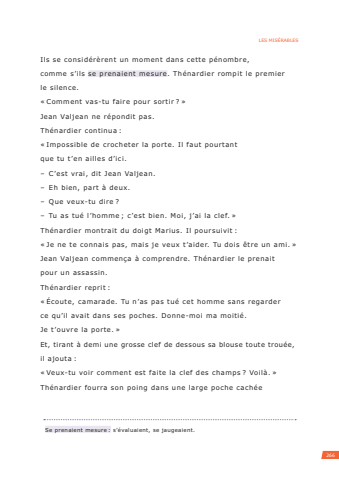 LES MISÉRABLES
Ils se considérèrent un moment dans cette pénombre,
comme s’ils se prenaient mesure. Thénardier rompit le premier
le silence.
« Comment vas-tu faire pour sortir ? »
Jean Valjean ne répondit pas.
Thénardier continua :
« Impossible de crocheter la porte. Il faut pourtant
que tu t’en ailles d’ici.
– C’est vrai, dit Jean Valjean.
– Eh bien, part à deux.
– Que veux-tu dire ?
– Tu as tué l’homme ; c’est bien. Moi, j’ai la clef. »
Thénardier montrait du doigt Marius. Il poursuivit :
« Je ne te connais pas, mais je veux t’aider. Tu dois être un ami. »
Jean Valjean commença à comprendre. Thénardier le prenait
pour un assassin.
Thénardier reprit :
« Écoute, camarade. Tu n’as pas tué cet homme sans regarder
ce qu’il avait dans ses poches. Donne-moi ma moitié.
Je t’ouvre la porte. »
Et, tirant à demi une grosse clef de dessous sa blouse toute trouée,
il ajouta :
« Veux-tu voir comment est faite la clef des champs ? Voilà. »
Thénardier fourra son poing dans une large poche cachée
Se prenaient mesure : s’évaluaient, se jaugeaient.